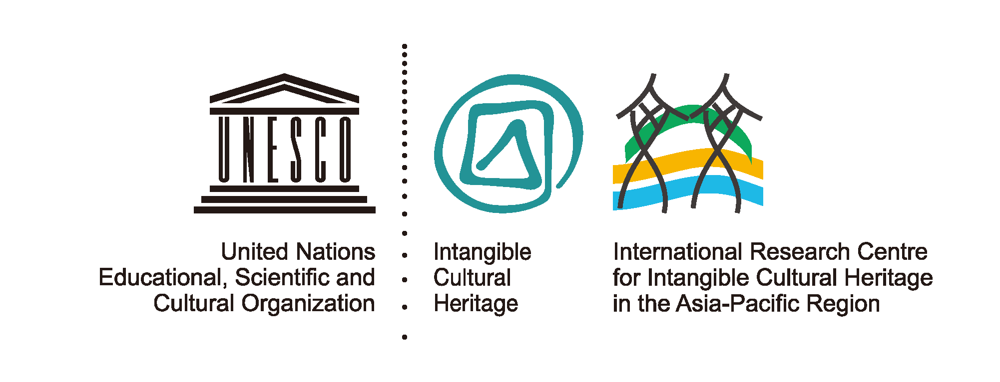 UNESCO
United Nations
Educational, Scientific and
Cultural Organization
Intangible
Cultural
Heritage
International Research Centre
for Intangible Cultural Heritage
in the Asia-Pacific Region